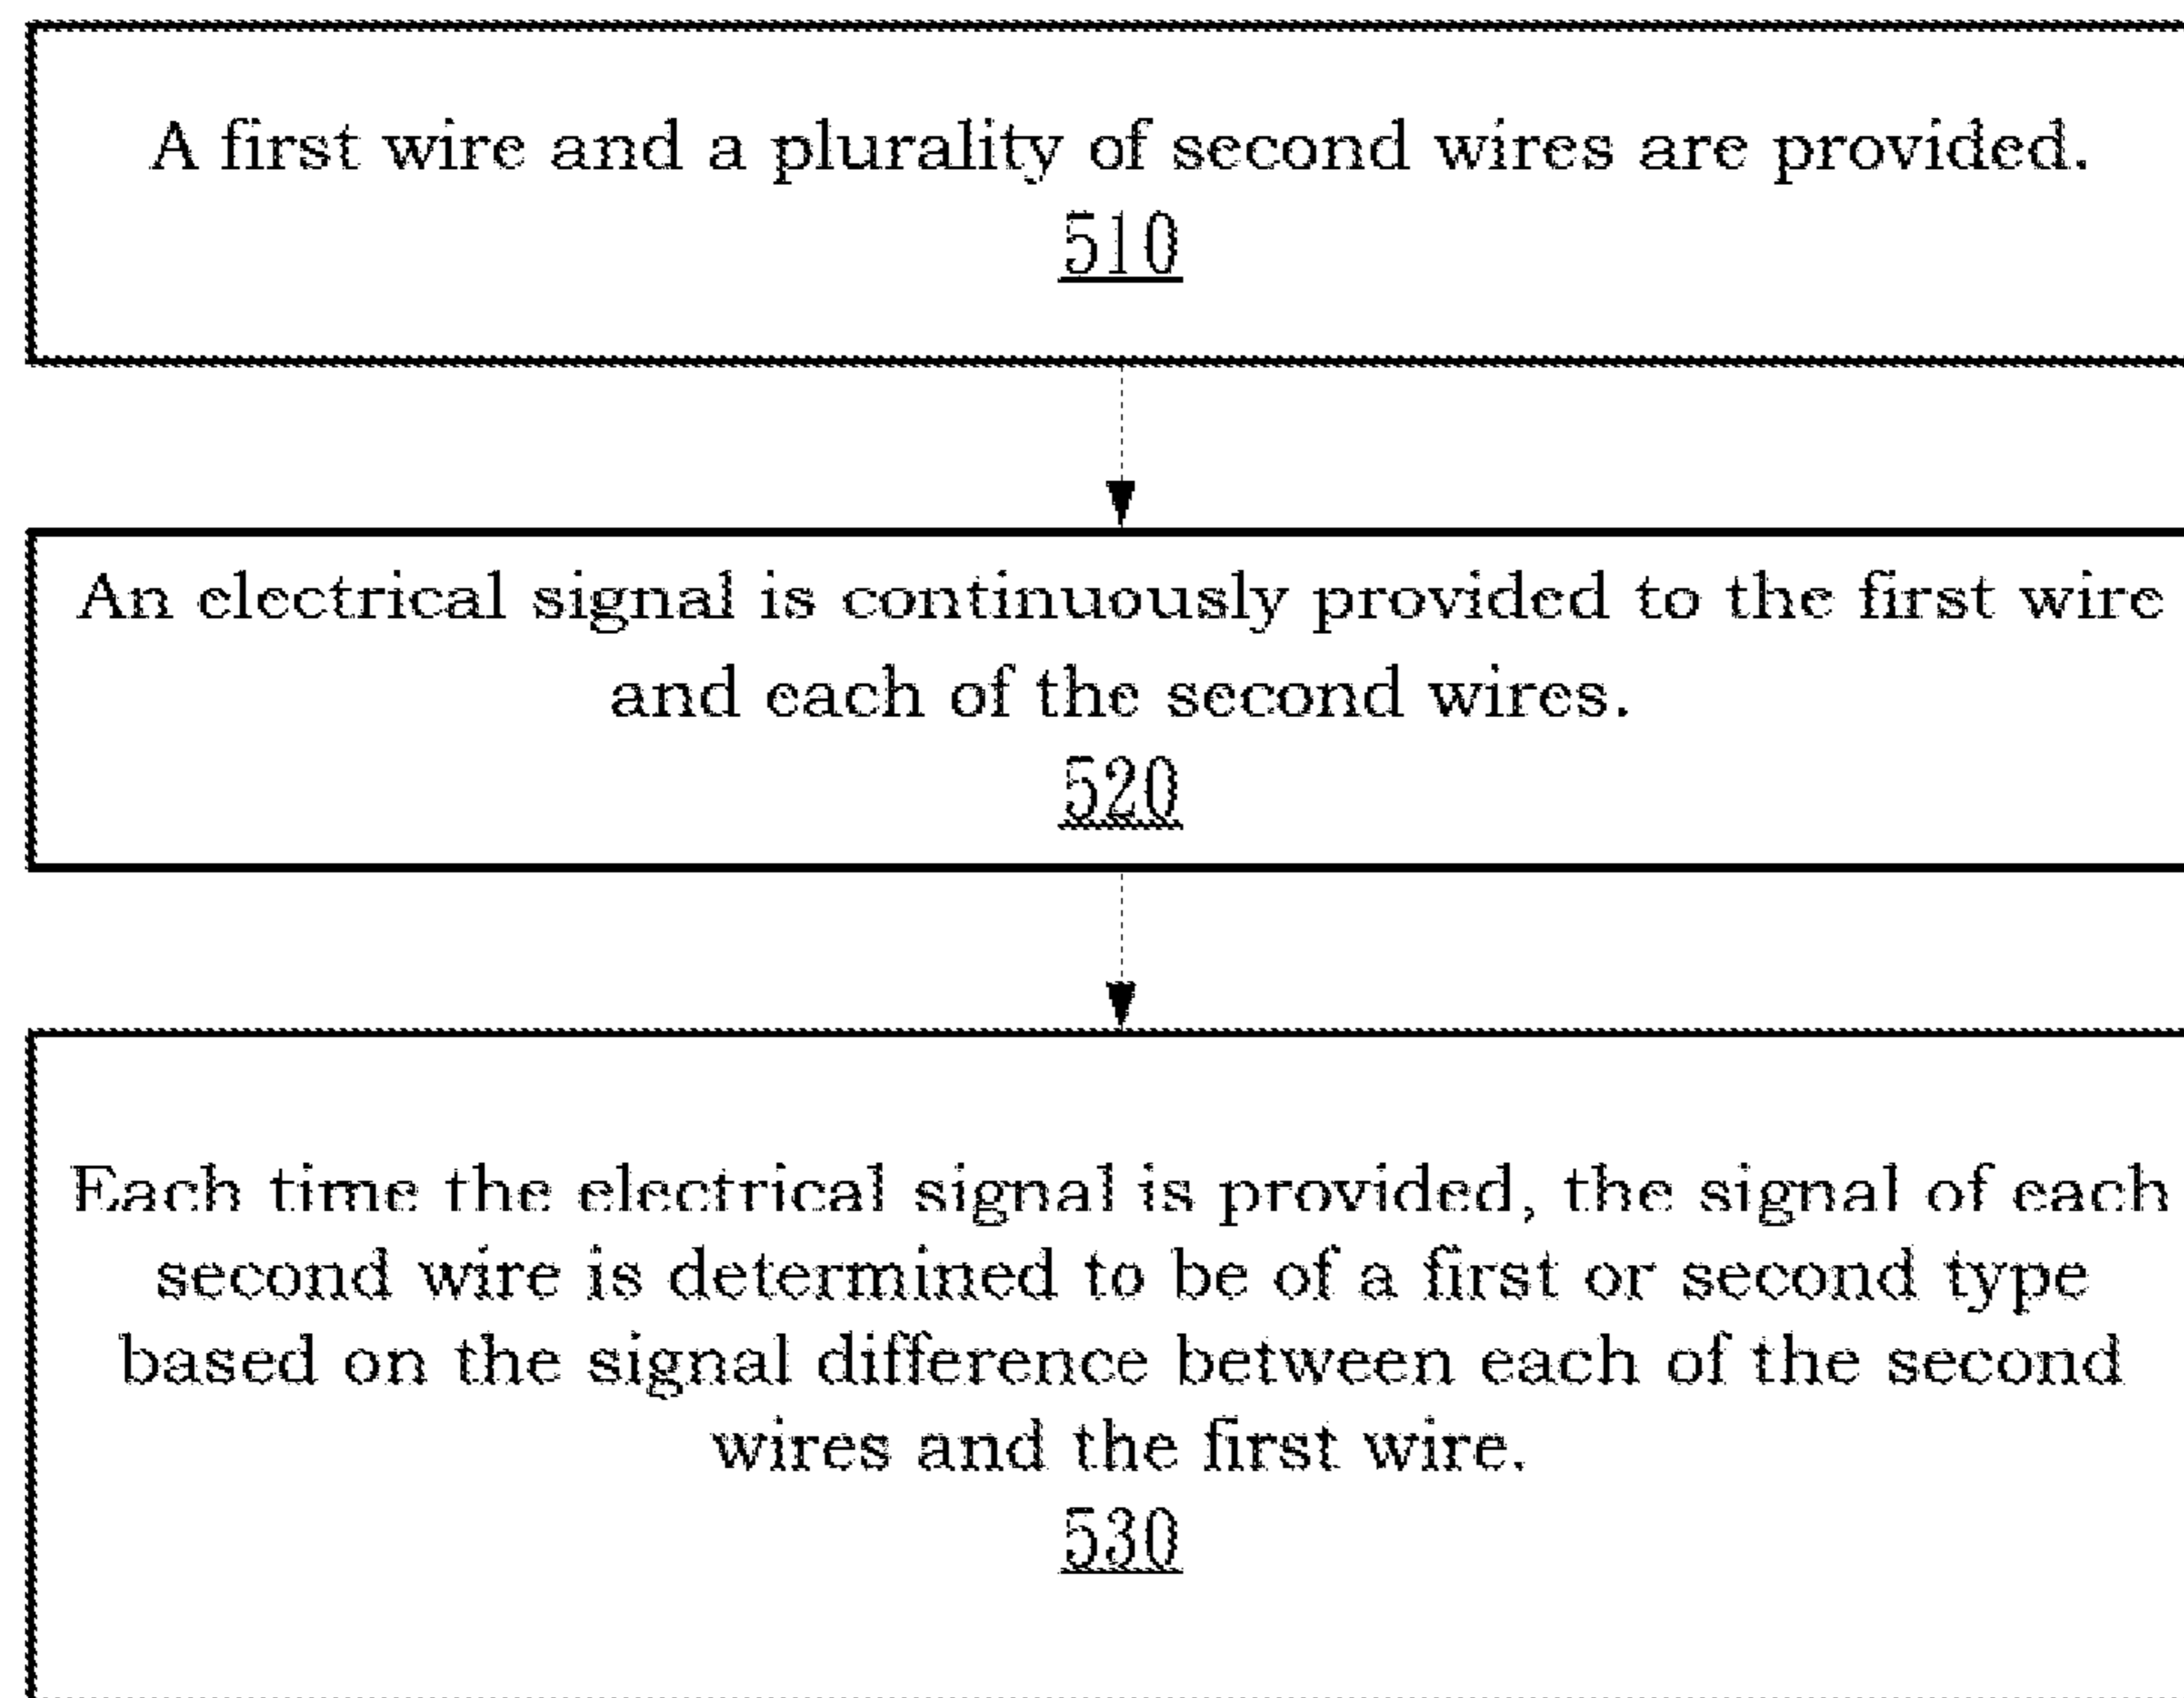 A first wire and a plurality of second wires are provided.
510
An electrical signal is continuously provided to the first wire
and each of the second wires.
520
Each time the electrical signal is provided, the signal of each
second wire is determined to be of a first or second type
based on the signal difference between each of the second
wires and the first wire.
530